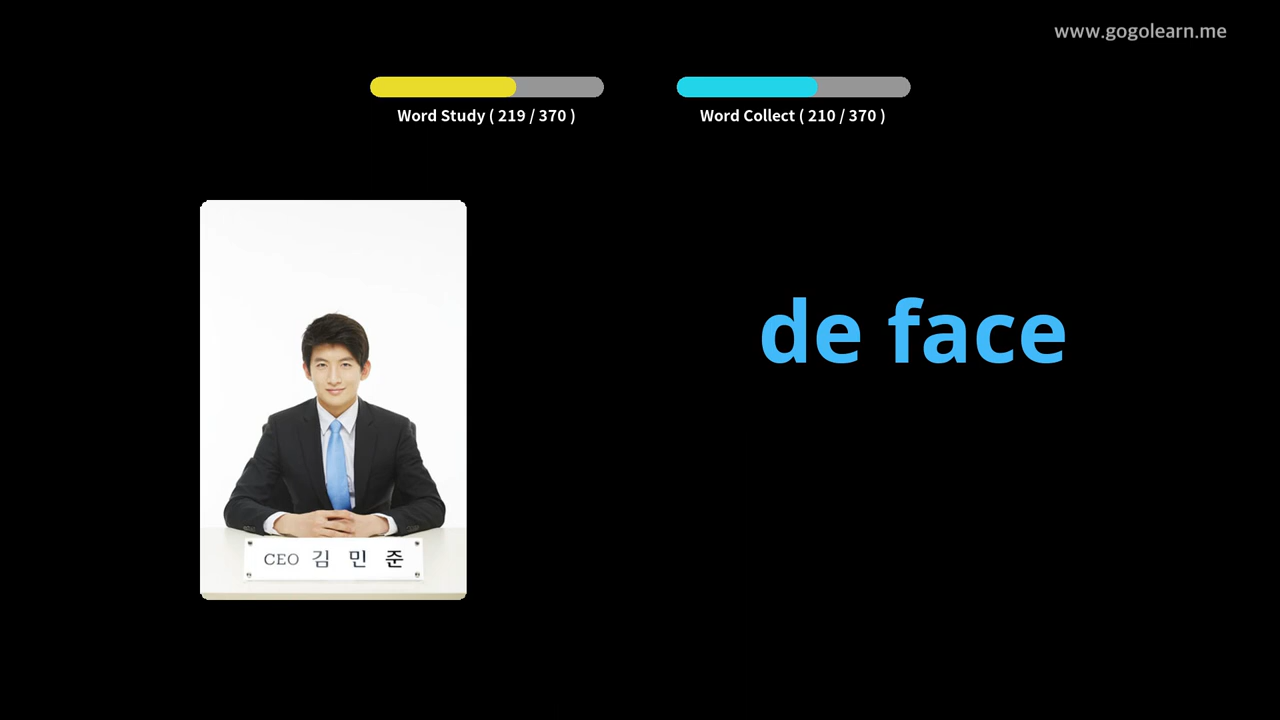 www.gogolearn.me
Word Study ( 219 / 370 )
Word Collect ( 210 / 370 )
de face
CEO 김 민 준